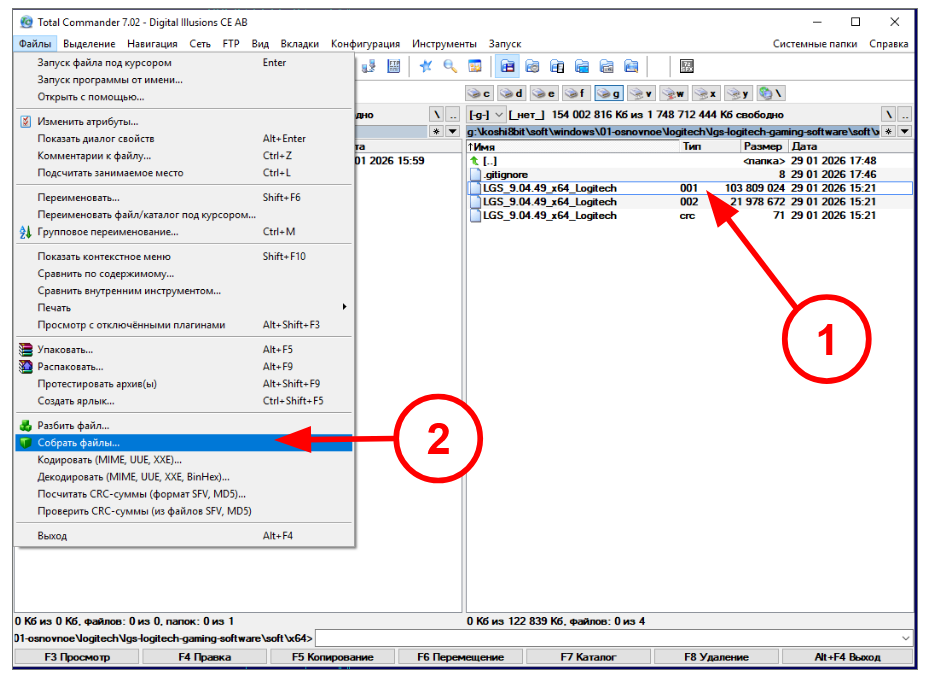 Total Commander 7.02 - Digital Illusions CE AB
Файлы Выделение Навигация Сеть FTP Вид Вкладки Конфигурация Инструменты Запуск Системные папки Справка
Запуск файла под курсором Enter
Запуск программы от имени...
Открыть с помощью...
Изменить атрибуты...
Показать диалог свойств Alt+Enter
Комментарии к файлу... Ctrl+Z
Подсчитать занимаемое место Ctrl+L
Переименовать... Shift+F6
Переименовать файл/каталог под курсором...
Групповое переименование... Ctrl+M
Показать контекстное меню Shift+F10
Сравнить по содержимому...
Сравнить внутренним инструментом...
Печать
Просмотр с отключёнными плагинами Alt+Shift+F3
Упаковать... Alt+F5
Распаковать... Alt+F9
Протестировать архив(ы) Alt+Shift+F9
Создать ярлык... Ctrl+Shift+F5
Разбить файл...
Собрать файлы...
Кодировать (MIME, UUE, XXE)...
Декодировать (MIME, UUE, XXE, BinHex)...
Посчитать CRC-суммы (формат SFV, MD5)...
Проверить CRC-суммы (из файлов SFV, MD5)
Выход Alt+F4
дно \ ..
* ▼
та
01 2026 15:59
c d e f g v w x y \
[-g-] [_нет_] 154 002 816 Кб из 1 748 712 444 Кб свободно \ ..
g:\koshi8bit\soft\windows\01-osnovnoe\logitech\lgs-logitech-gaming-software\soft\x * ▼
↑Имя Тип Размер Дата
[..] <папка> 29 01 2026 17:48
.gitignore 8 29 01 2026 17:46
LGS_9.04.49_x64_Logitech 001 103 809 024 29 01 2026 15:21
LGS_9.04.49_x64_Logitech 002 21 978 672 29 01 2026 15:21
LGS_9.04.49_x64_Logitech crc 71 29 01 2026 15:21
1
2
0 Кб из 0 Кб, файлов: 0 из 0, папок: 0 из 1
0 Кб из 122 839 Кб, файлов: 0 из 4
01-osnovnoe\logitech\lgs-logitech-gaming-software\soft\x64>
F3 Просмотр F4 Правка F5 Копирование F6 Перемещение F7 Каталог F8 Удаление Alt+F4 Выход